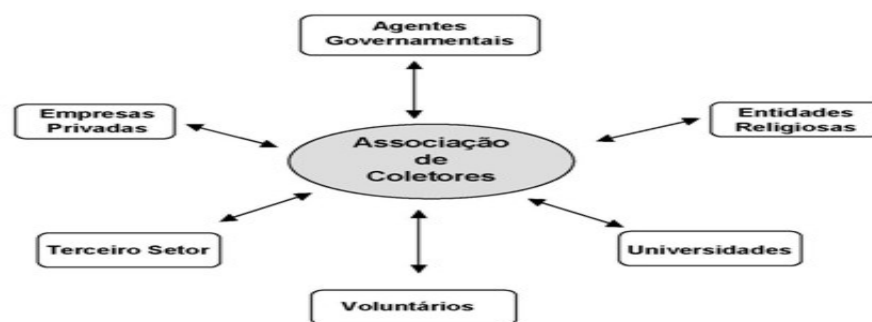 Agentes
Governamentais
Empresas
Privadas
Entidades
Religiosas
Associação
de
Coletores
Terceiro Setor
Universidades
Voluntários